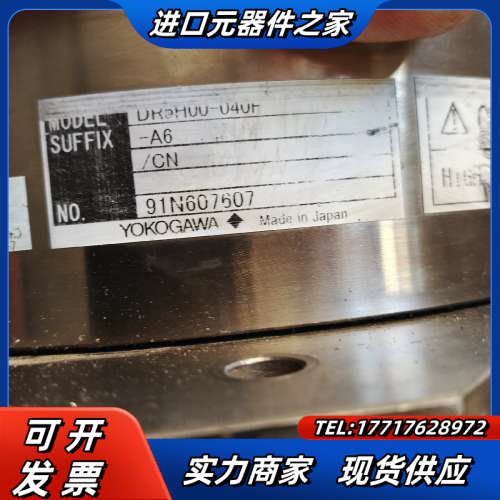 进口元器件之家
MODEL DR5H00-040F
SUFFIX -A6
/CN
NO. 91N607607
YOKOGAWA Made in Japan
可开
发票
TEL:17717628972
实力商家 现货供应